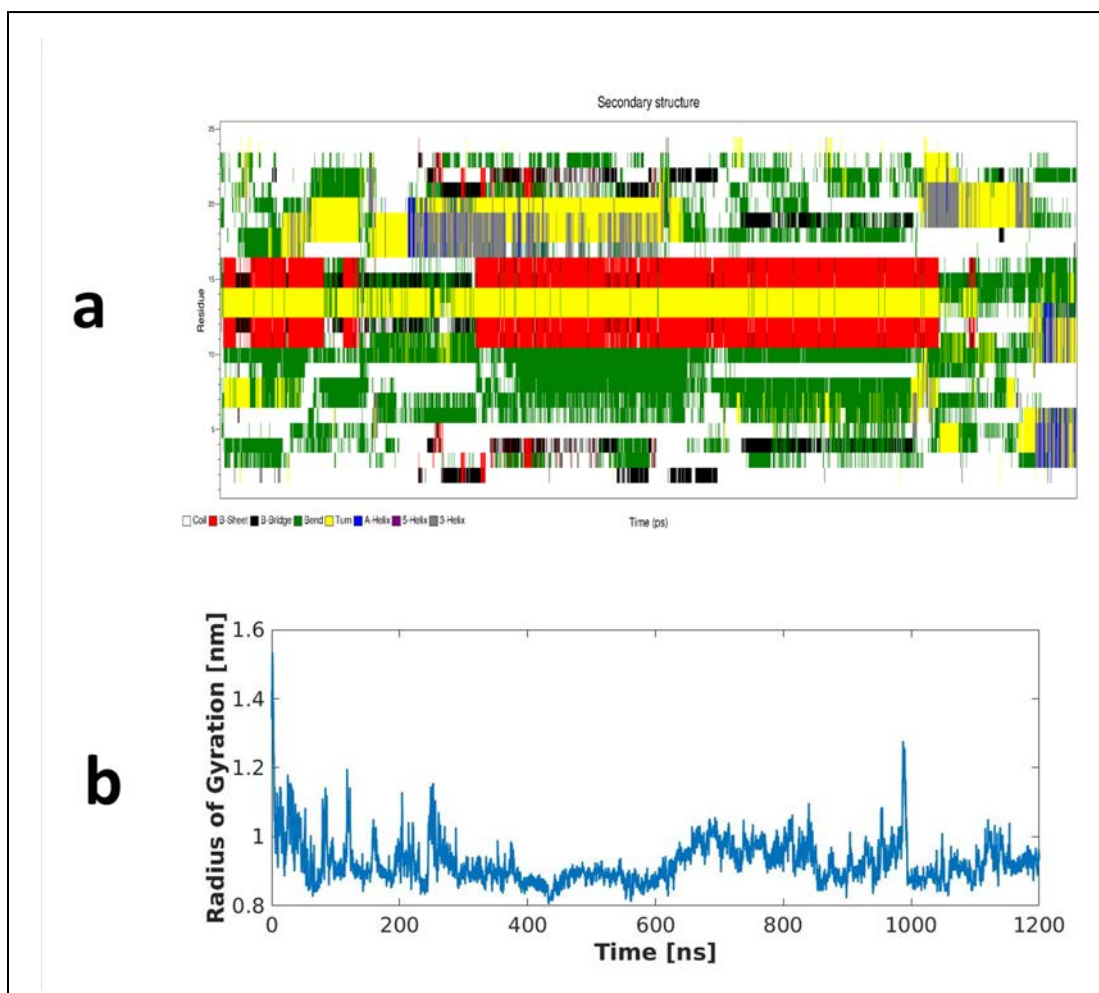 a
Secondary structure
25
20
15
10
5
Residue
Coil B-Sheet B-Bridge Bend Turn A-Helix 5-Helix 3-Helix
Time (ps)
b
1.6
1.4
1.2
1
0.8
Radius of Gyration [nm]
0 200 400 600 800 1000 1200
Time [ns]